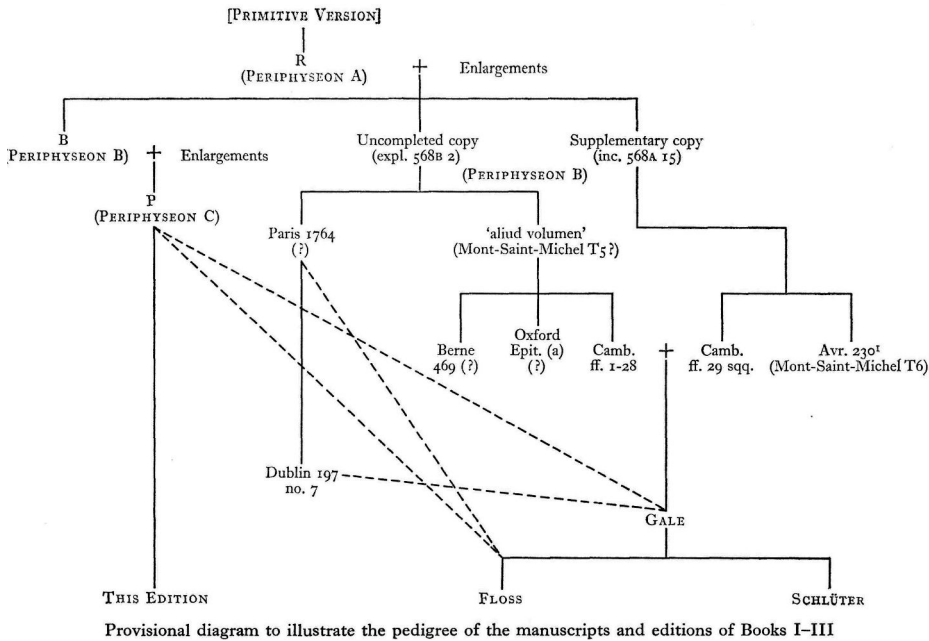 [PRIMITIVE VERSION]
R
(PERIPHYSEON A)
+ Enlargements
B
(PERIPHYSEON B)
+ Enlargements
Uncompleted copy
(expl. 568B 2)
(PERIPHYSEON B)
Supplementary copy
(inc. 568A 15)
P
(PERIPHYSEON C)
Paris 1764
(?)
'aliud volumen'
(Mont-Saint-Michel T5?)
Berne
469 (?)
Oxford
Epit. (a)
(?)
Camb.
ff. 1-28
+
Camb.
ff. 29 sqq.
Avr. 230¹
(Mont-Saint-Michel T6)
Dublin 197
no. 7
GALE
THIS EDITION
FLOSS
SCHLÜTER
Provisional diagram to illustrate the pedigree of the manuscripts and editions of Books I–III